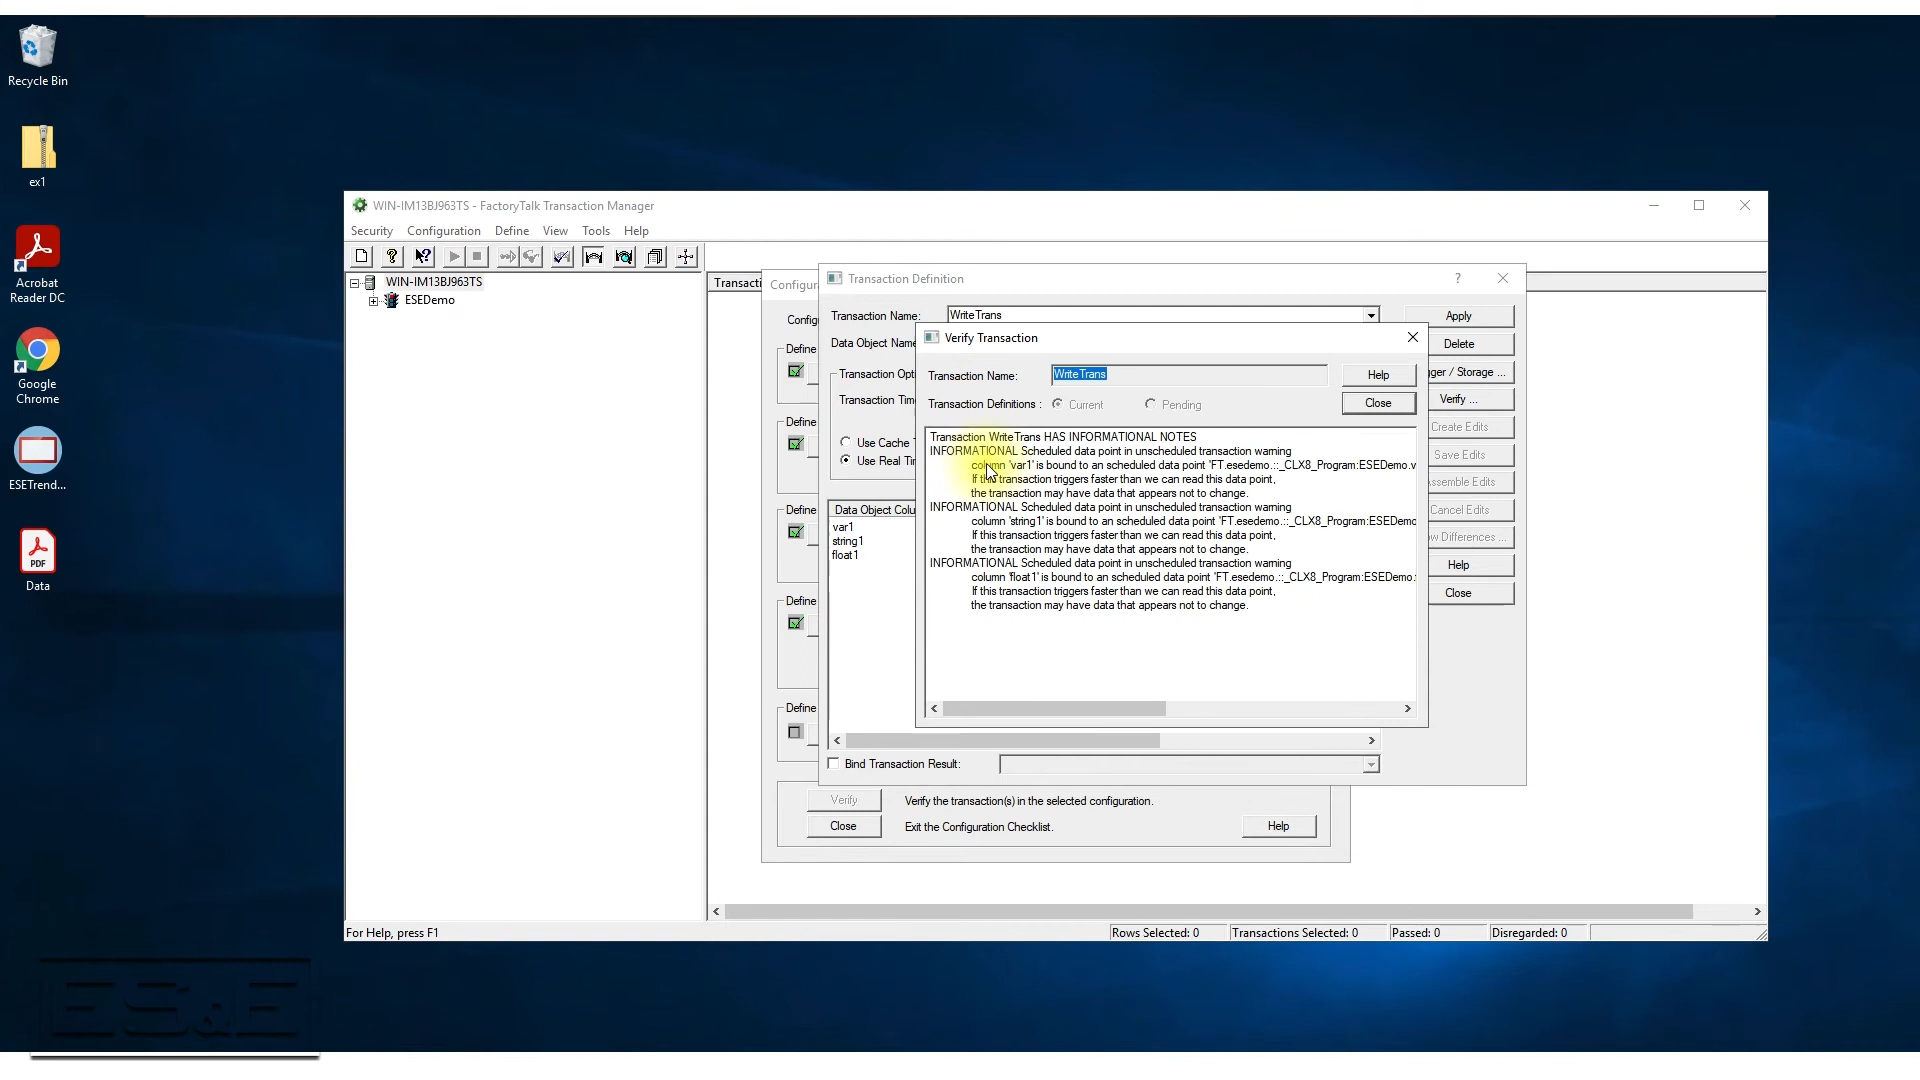 Recycle Bin
ex1
Acrobat
Reader DC
Google
Chrome
ESETrend...
PDF
Data
WIN-IM13BJ963TS - FactoryTalk Transaction Manager
Security Configuration Define View Tools Help
WIN-IM13BJ963TS
ESEDemo
Transacti
Configura
Config
Define
Define
Define
Define
Define
Verify
Verify the transaction(s) in the selected configuration.
Close
Exit the Configuration Checklist.
Help
Transaction Definition
Transaction Name:
WriteTrans
Data Object Name
Transaction Opti
Transaction Time
Use Cache T
Use Real Tim
Data Object Colu
var1
string1
float1
Bind Transaction Result:
Apply
Delete
gger / Storage ...
Verify ...
Create Edits
Save Edits
ssemble Edits
Cancel Edits
ow Differences ...
Help
Close
Verify Transaction
Transaction Name:
WriteTrans
Help
Transaction Definitions :
Current
Pending
Close
Transaction WriteTrans HAS INFORMATIONAL NOTES
INFORMATIONAL Scheduled data point in unscheduled transaction warning
column 'var1' is bound to an scheduled data point 'FT.esedemo.::_CLX8_Program:ESEDemo.v
If this transaction triggers faster than we can read this data point,
the transaction may have data that appears not to change.
INFORMATIONAL Scheduled data point in unscheduled transaction warning
column 'string1' is bound to an scheduled data point 'FT.esedemo.::_CLX8_Program:ESEDemo
If this transaction triggers faster than we can read this data point,
the transaction may have data that appears not to change.
INFORMATIONAL Scheduled data point in unscheduled transaction warning
column 'float1' is bound to an scheduled data point 'FT.esedemo.::_CLX8_Program:ESEDemo.
If this transaction triggers faster than we can read this data point,
the transaction may have data that appears not to change.
For Help, press F1
Rows Selected: 0
Transactions Selected: 0
Passed: 0
Disregarded: 0
ES&E